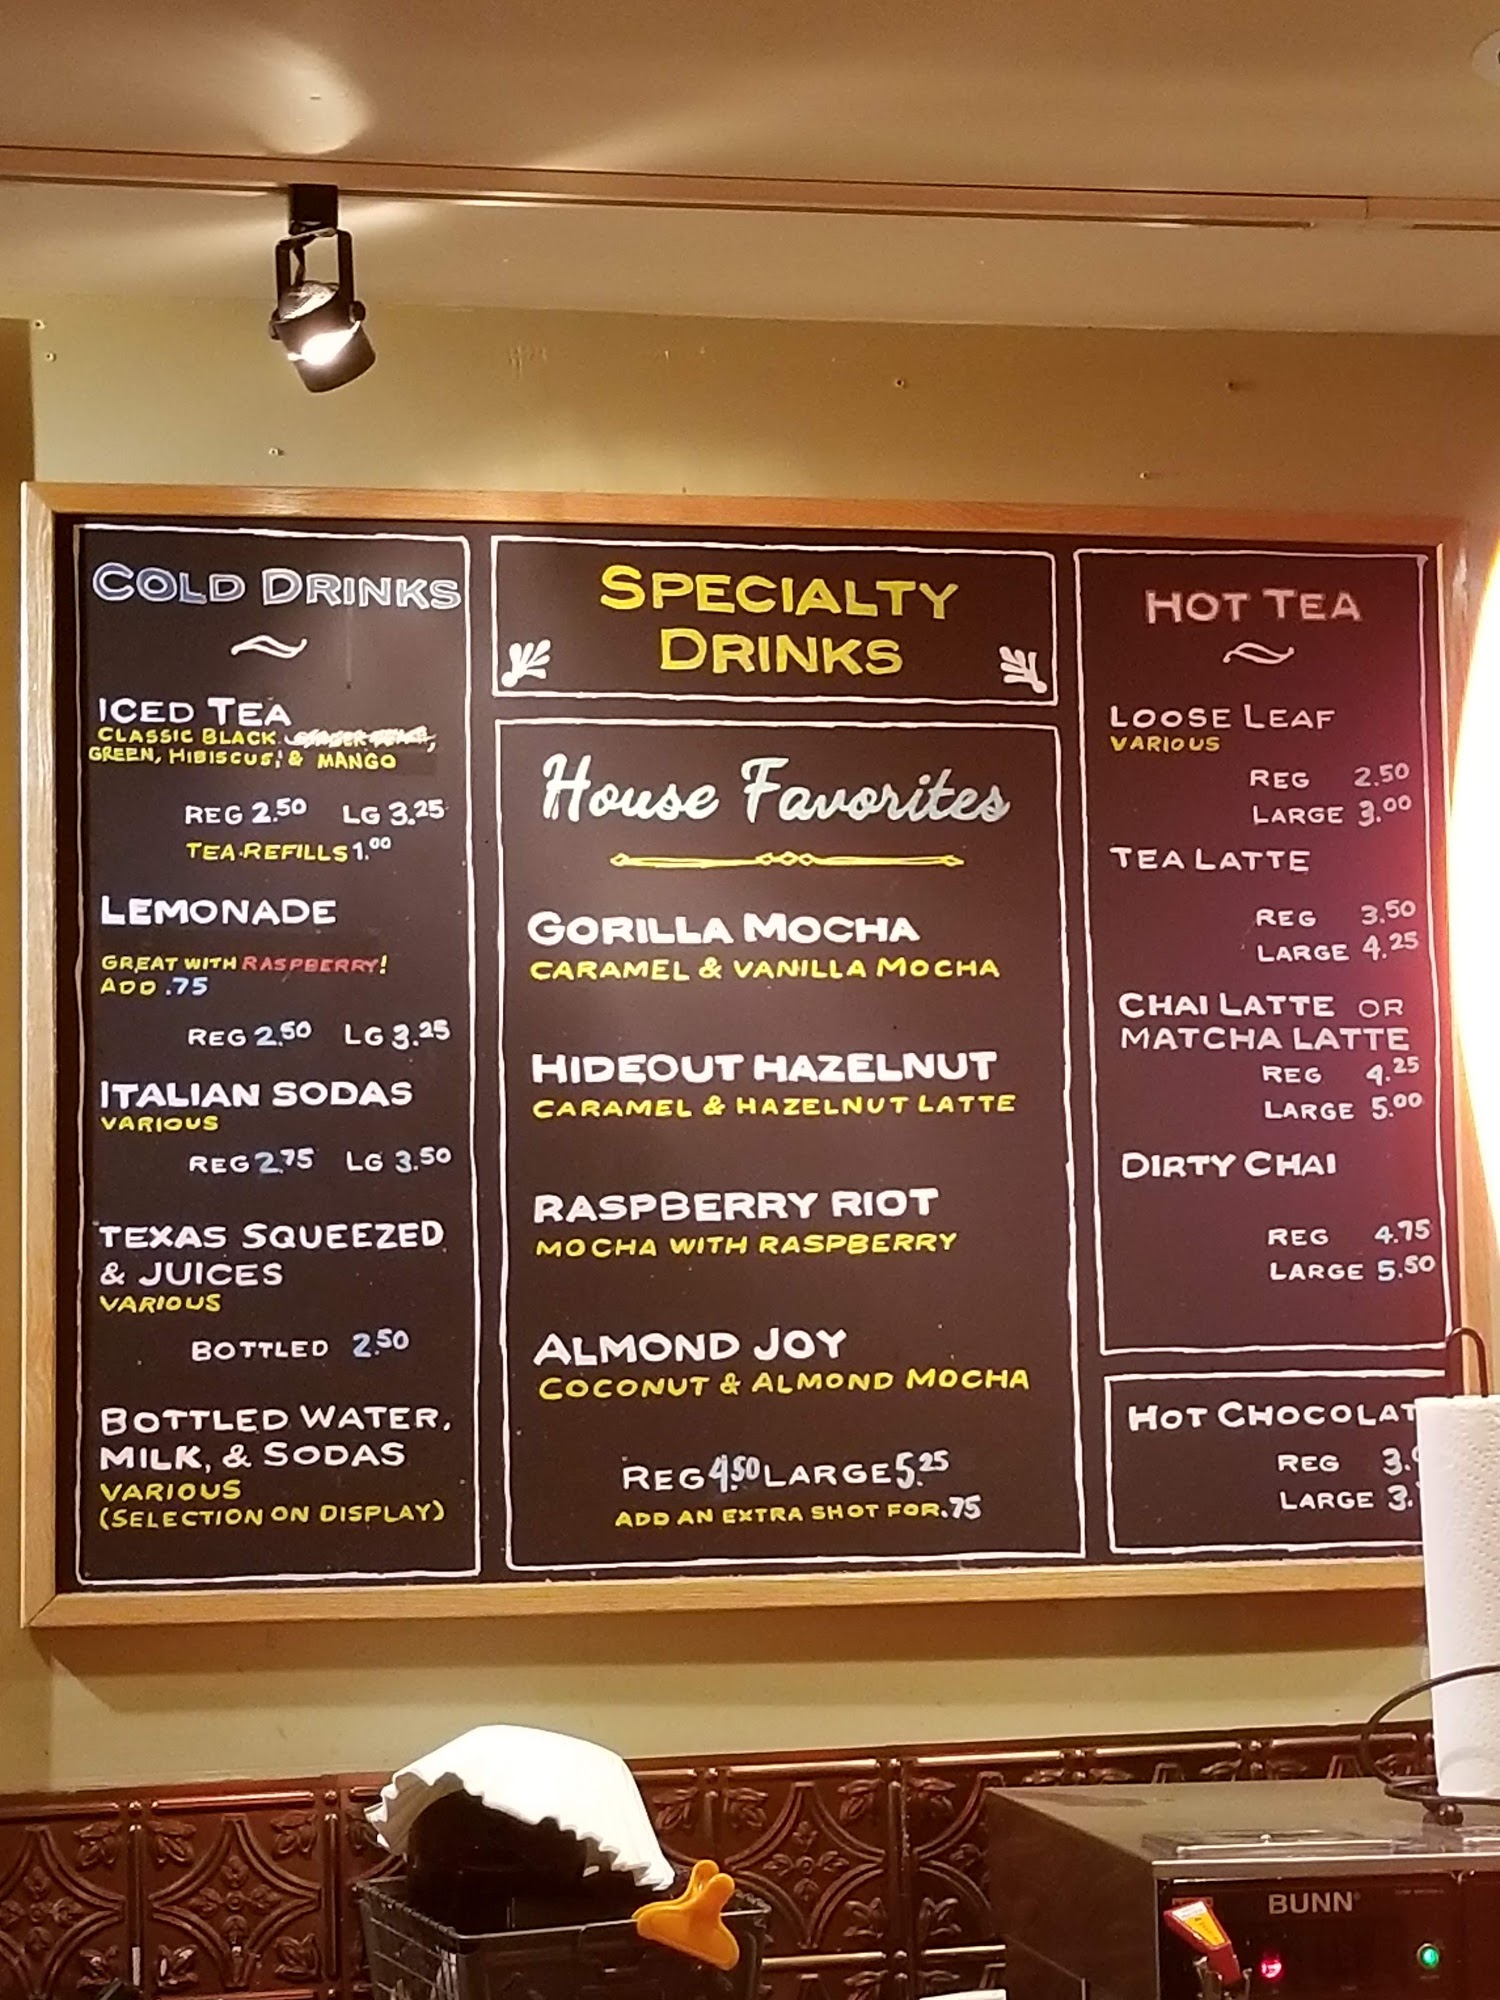 COLD DRINKS
ICED TEA
CLASSIC BLACK,
GREEN, HIBISCUS, & MANGO
REG 2.50 LG 3.25
TEA REFILLS 1.00
LEMONADE
GREAT WITH RASPBERRY!
ADD .75
REG 2.50 LG 3.25
ITALIAN SODAS
VARIOUS
REG 2.75 LG 3.50
TEXAS SQUEEZED
& JUICES
VARIOUS
BOTTLED 2.50
BOTTLED WATER,
MILK, & SODAS
VARIOUS
(SELECTION ON DISPLAY)
SPECIALTY
DRINKS
House Favorites
GORILLA MOCHA
CARAMEL & VANILLA MOCHA
HIDEOUT HAZELNUT
CARAMEL & HAZELNUT LATTE
RASPBERRY RIOT
MOCHA WITH RASPBERRY
ALMOND JOY
COCONUT & ALMOND MOCHA
REG 4.50 LARGE 5.25
ADD AN EXTRA SHOT FOR .75
HOT TEA
LOOSE LEAF
VARIOUS
REG 2.50
LARGE 3.00
TEA LATTE
REG 3.50
LARGE 4.25
CHAI LATTE OR
MATCHA LATTE
REG 4.25
LARGE 5.00
DIRTY CHAI
REG 4.75
LARGE 5.50
HOT CHOCOLAT
REG 3.
LARGE 3.
BUNN